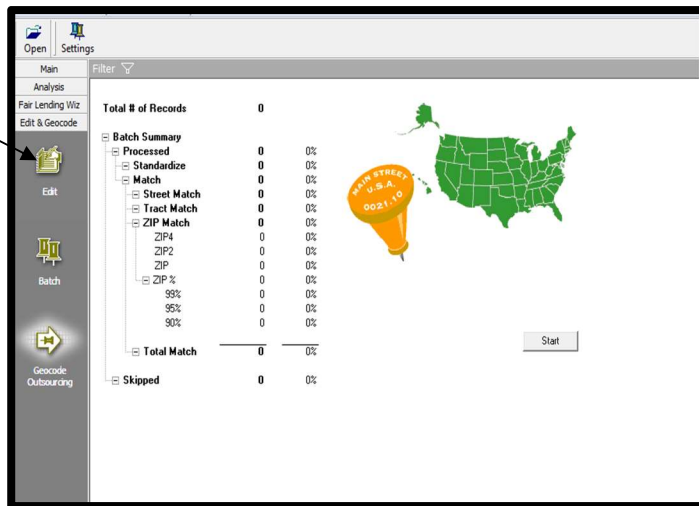 Open Settings
Main
Analysis
Fair Lending Wiz
Edit & Geocode
Edit
Batch
Geocode
Outsourcing
Filter
Total # of Records 0
Batch Summary
Processed 0 0%
Standardize 0 0%
Match 0 0%
Street Match 0 0%
Tract Match 0 0%
ZIP Match 0 0%
ZIP4 0 0%
ZIP2 0 0%
ZIP 0 0%
ZIP % 0 0%
99% 0 0%
95% 0 0%
90% 0 0%
Total Match 0 0%
Skipped 0 0%
MAIN STREET
U.S.A.
0021.10
Start